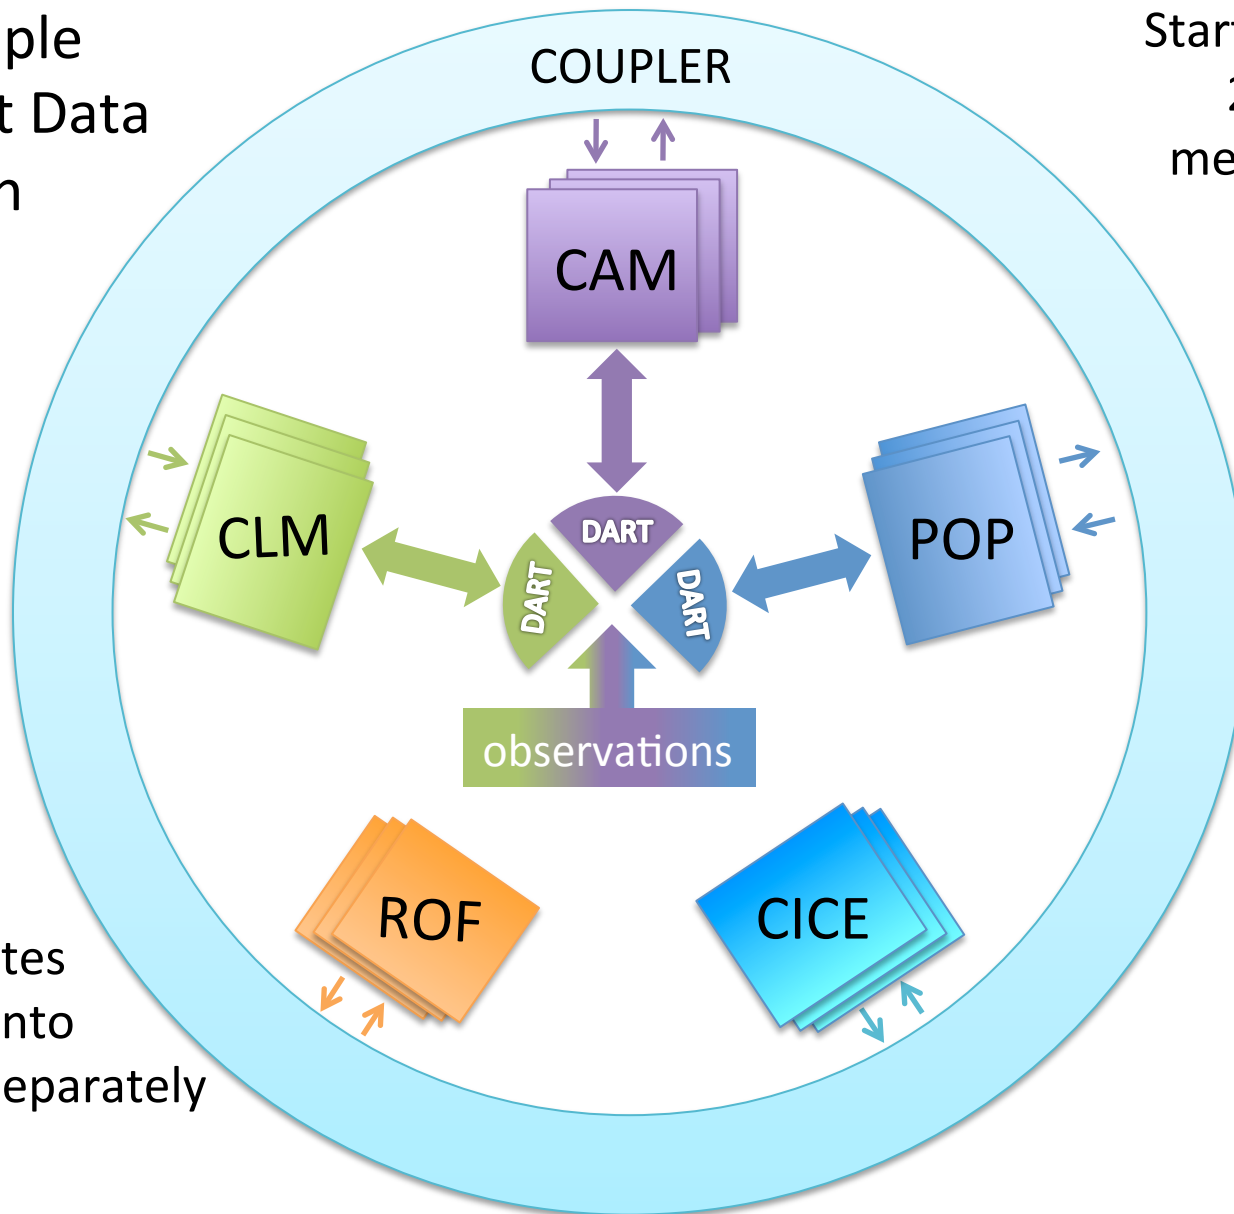 ple
t Data
n
COUPLER
Start
2
me
CAM
CLM
POP
DART
DART
DART
observations
ROF
CICE
tes
nto
eparately